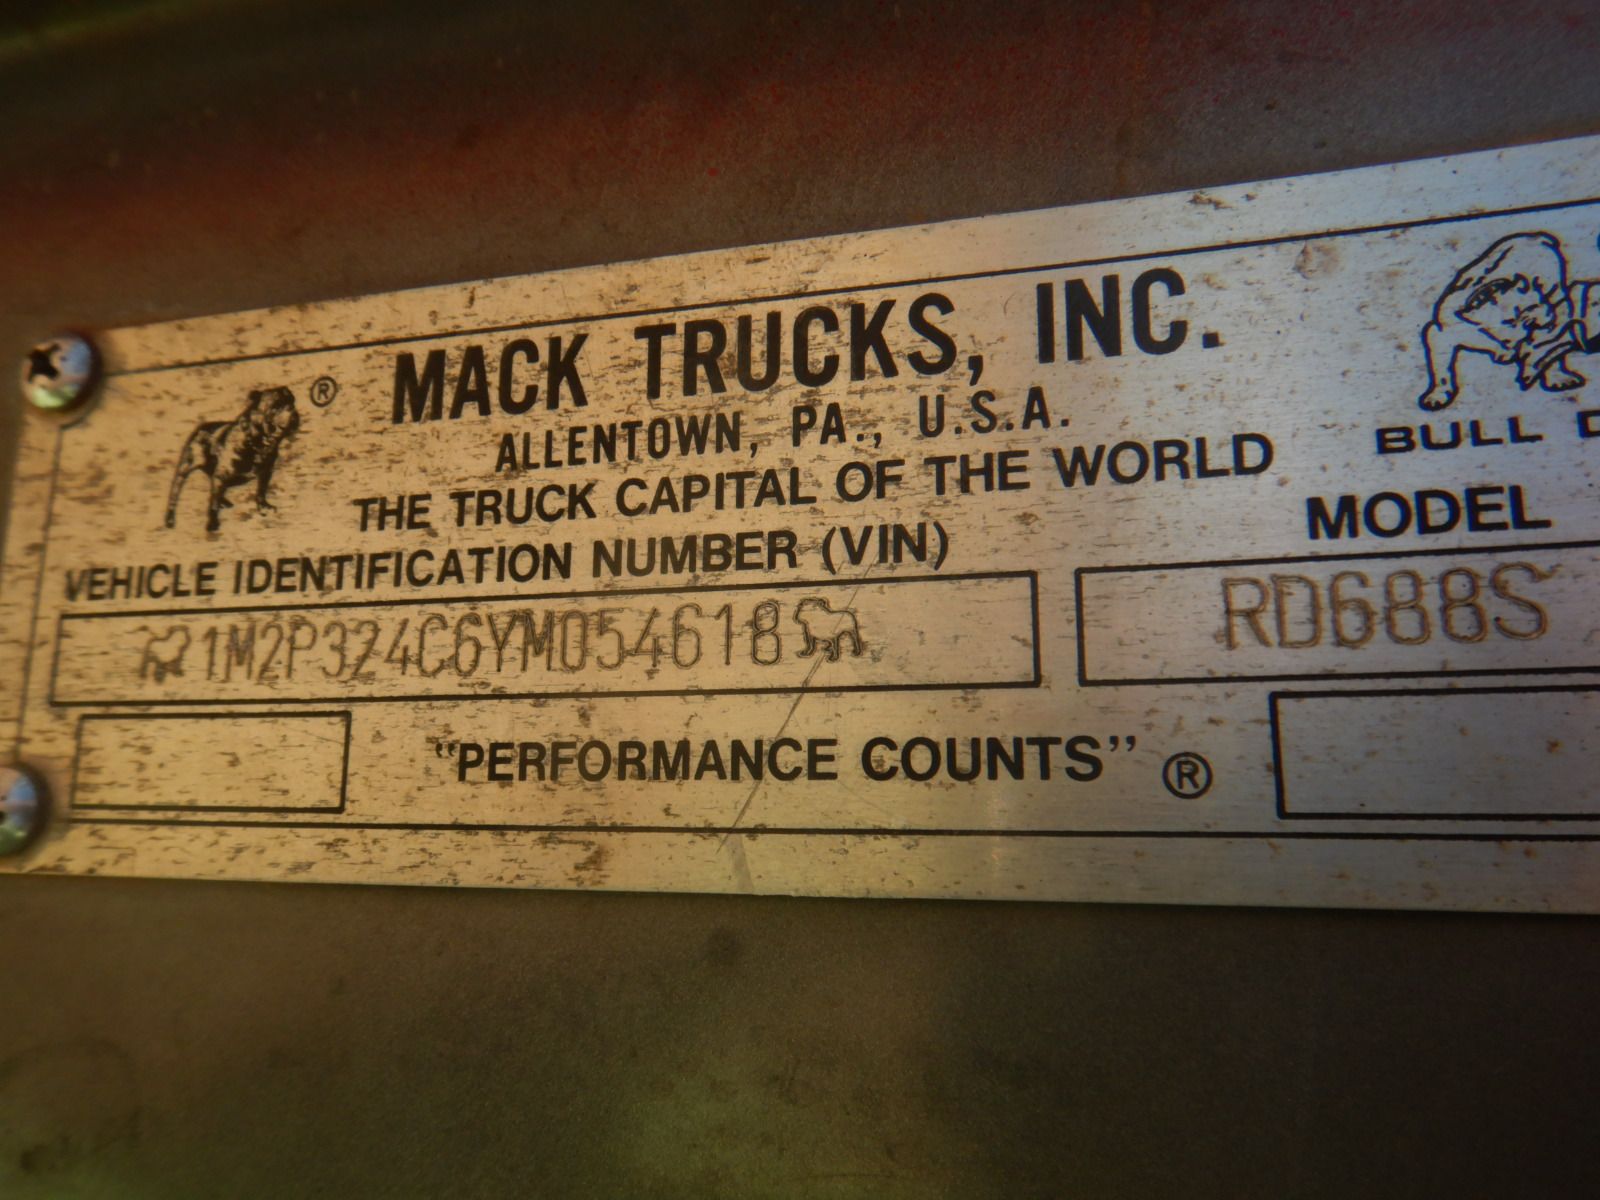 ® MACK TRUCKS, INC.
ALLENTOWN, PA., U.S.A.
THE TRUCK CAPITAL OF THE WORLD
BULL
VEHICLE IDENTIFICATION NUMBER (VIN)
MODEL
1M2P324C6YM054618
RD688S
"PERFORMANCE COUNTS" ®